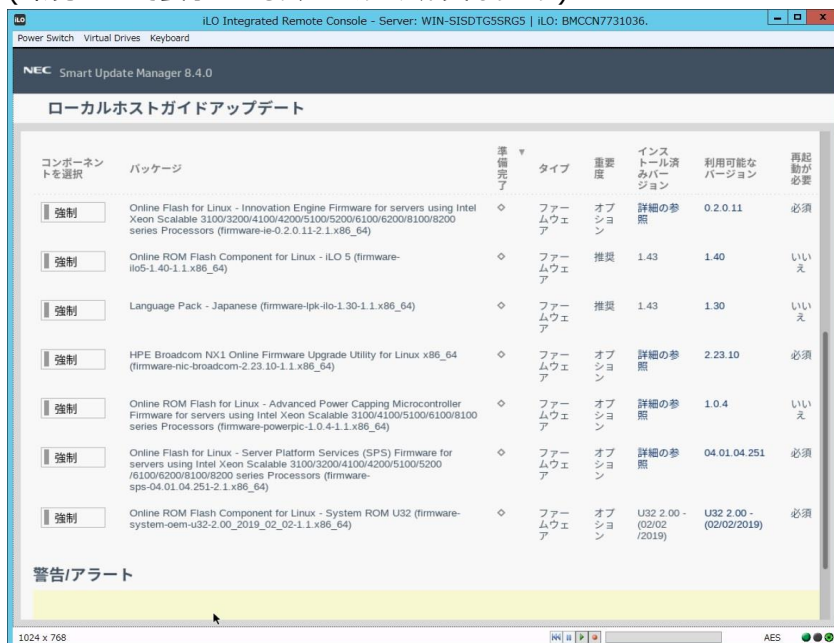 iLO Integrated Remote Console - Server: WIN-SISDTG5SRG5 | iLO: BMCCN7731036.
Power Switch Virtual Drives Keyboard
NEC Smart Update Manager 8.4.0
ローカルホストガイドアップデート
コンポーネントを選択 パッケージ 準備完了 タイプ 重要度 インストール済みバージョン 利用可能なバージョン 再起動が必要
強制 Online Flash for Linux - Innovation Engine Firmware for servers using Intel
Xeon Scalable 3100/3200/4100/4200/5100/5200/6100/6200/8100/8200
series Processors (firmware-ie-0.2.0.11-2.1.x86_64)
ファームウェア オプション 詳細の参照 0.2.0.11 必須
強制 Online ROM Flash Component for Linux - iLO 5 (firmware-
ilo5-1.40-1.1.x86_64)
ファームウェア 推奨 1.43 1.40 いいえ
強制 Language Pack - Japanese (firmware-lpk-ilo-1.30-1.1.x86_64)
ファームウェア 推奨 1.43 1.30 いいえ
強制 HPE Broadcom NX1 Online Firmware Upgrade Utility for Linux x86_64
(firmware-nic-broadcom-2.23.10-1.1.x86_64)
ファームウェア オプション 詳細の参照 2.23.10 必須
強制 Online ROM Flash Component for Linux - Advanced Power Capping Microcontroller
Firmware for servers using Intel Xeon Scalable 3100/4100/5100/6100/8100
series Processors (firmware-powerpic-1.0.4-1.1.x86_64)
ファームウェア オプション 詳細の参照 1.0.4 いいえ
強制 Online Flash for Linux - Server Platform Services (SPS) Firmware for
servers using Intel Xeon Scalable 3100/3200/4100/4200/5100/5200
/6100/6200/8100/8200 series Processors (firmware-
sps-04.01.04.251-2.1.x86_64)
ファームウェア オプション 詳細の参照 04.01.04.251 必須
強制 Online ROM Flash Component for Linux - System ROM U32 (firmware-
system-oem-u32-2.00_2019_02_02-1.1.x86_64)
ファームウェア オプション U32 2.00 - (02/02/2019) U32 2.00 - (02/02/2019) 必須
警告/アラート
1024 x 768 AES